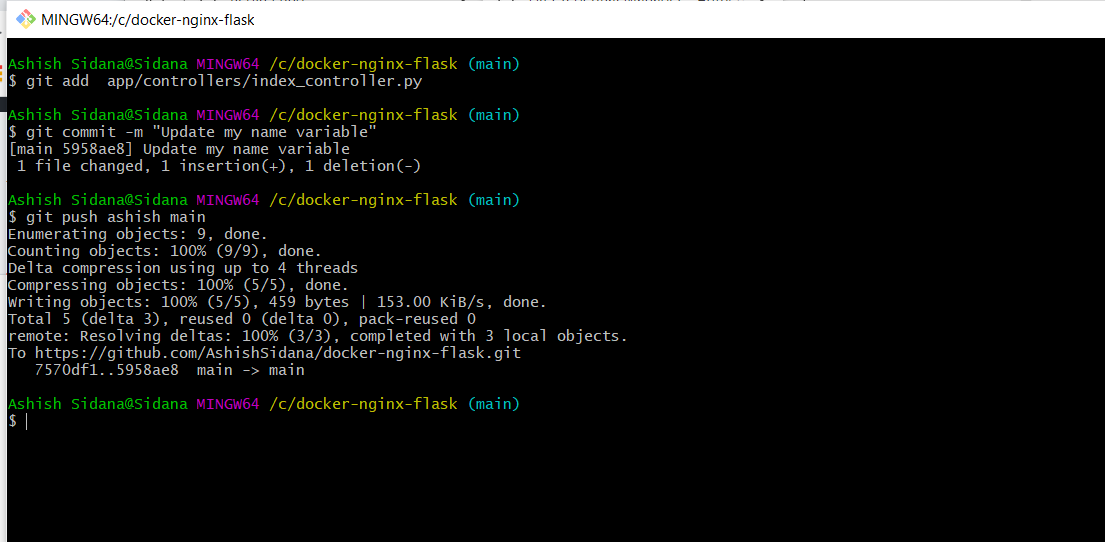 MINGW64:/c/docker-nginx-flask
Ashish Sidana@Sidana MINGW64 /c/docker-nginx-flask (main)
$ git add  app/controllers/index_controller.py
Ashish Sidana@Sidana MINGW64 /c/docker-nginx-flask (main)
$ git commit -m "Update my name variable"
[main 5958ae8] Update my name variable
 1 file changed, 1 insertion(+), 1 deletion(-)
Ashish Sidana@Sidana MINGW64 /c/docker-nginx-flask (main)
$ git push ashish main
Enumerating objects: 9, done.
Counting objects: 100% (9/9), done.
Delta compression using up to 4 threads
Compressing objects: 100% (5/5), done.
Writing objects: 100% (5/5), 459 bytes | 153.00 KiB/s, done.
Total 5 (delta 3), reused 0 (delta 0), pack-reused 0
remote: Resolving deltas: 100% (3/3), completed with 3 local objects.
To https://github.com/AshishSidana/docker-nginx-flask.git
   7570df1..5958ae8  main -> main
Ashish Sidana@Sidana MINGW64 /c/docker-nginx-flask (main)
$